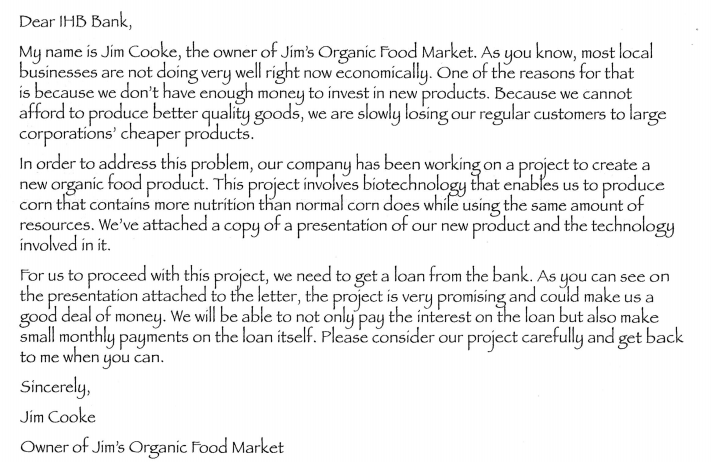 Dear IHB Bank,
My name is Jim Cooke, the owner of Jim's Organic Food Market. As you know, most local
businesses are not doing very well right now economically. One of the reasons for that
is because we don't have enough money to invest in new products. Because we cannot
afford to produce better quality goods, we are slowly losing our regular customers to large
corporations' cheaper products.
In order to address this problem, our company has been working on a project to create a
new organic food product. This project involves biotechnology that enables us to produce
corn that contains more nutrition than normal corn does while using the same amount of
resources. We've attached a copy of a presentation of our new product and the technology
involved in it.
For us to proceed with this project, we need to get a loan from the bank. As you can see on
the presentation attached to the letter, the project is very promising and could make us a
good deal of money. We will be able to not only pay the interest on the loan but also make
small monthly payments on the loan itself. Please consider our project carefully and get back
to me when you can.
Sincerely,
Jim Cooke
Owner of Jim's Organic Food Market